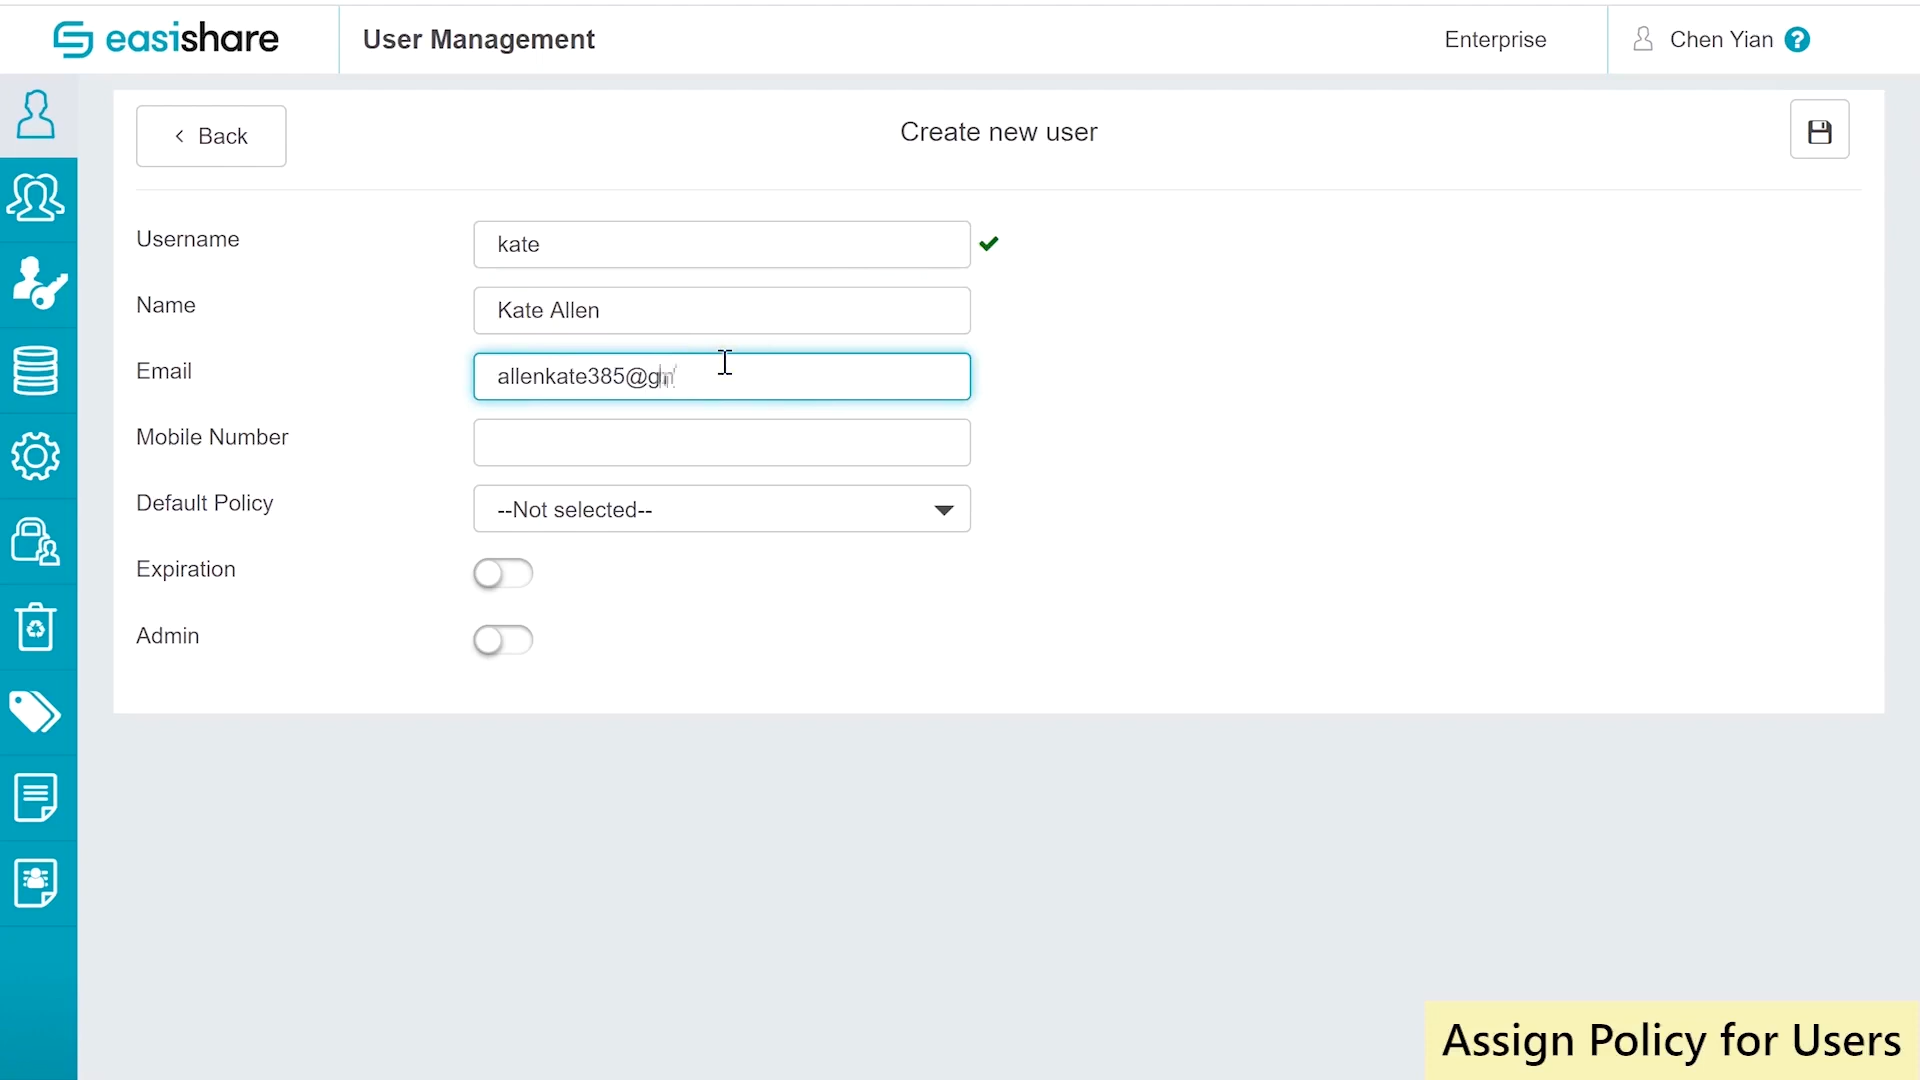 easishare
User Management
Enterprise
Chen Yian ?
< Back
Create new user
Username
kate
Name
Kate Allen
Email
allenkate385@g
Mobile Number
Default Policy
--Not selected--
Expiration
Admin
Assign Policy for Users